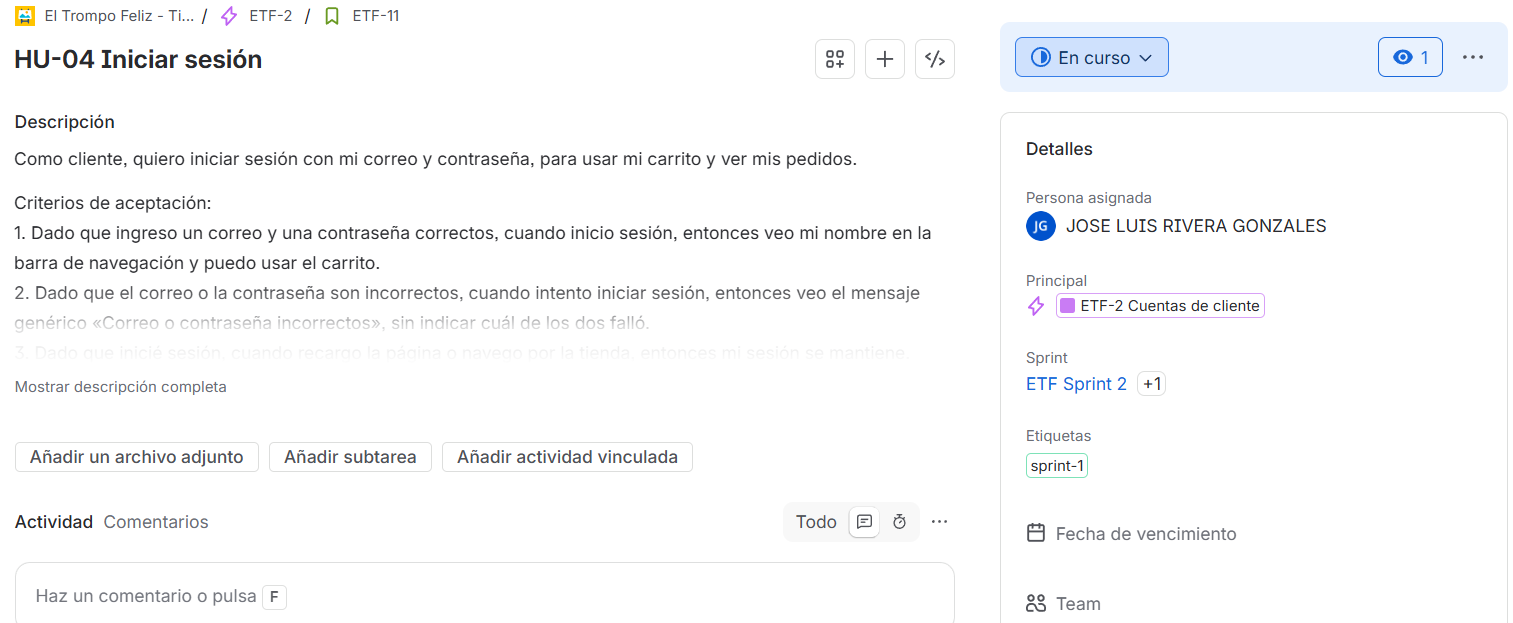 El Trompo Feliz - Ti... / ETF-2 / ETF-11
HU-04 Iniciar sesión
Descripción
Como cliente, quiero iniciar sesión con mi correo y contraseña, para usar mi carrito y ver mis pedidos.
Criterios de aceptación:
1. Dado que ingreso un correo y una contraseña correctos, cuando inicio sesión, entonces veo mi nombre en la
barra de navegación y puedo usar el carrito.
2. Dado que el correo o la contraseña son incorrectos, cuando intento iniciar sesión, entonces veo el mensaje
genérico «Correo o contraseña incorrectos», sin indicar cuál de los dos falló.
3. Dado que inicié sesión, cuando recargo la página o navego por la tienda, entonces mi sesión se mantiene.
Mostrar descripción completa
Añadir un archivo adjunto
Añadir subtarea
Añadir actividad vinculada
Actividad Comentarios
Todo
Haz un comentario o pulsa F
En curso
1
Detalles
Persona asignada
JG JOSE LUIS RIVERA GONZALES
Principal
ETF-2 Cuentas de cliente
Sprint
ETF Sprint 2 +1
Etiquetas
sprint-1
Fecha de vencimiento
Team